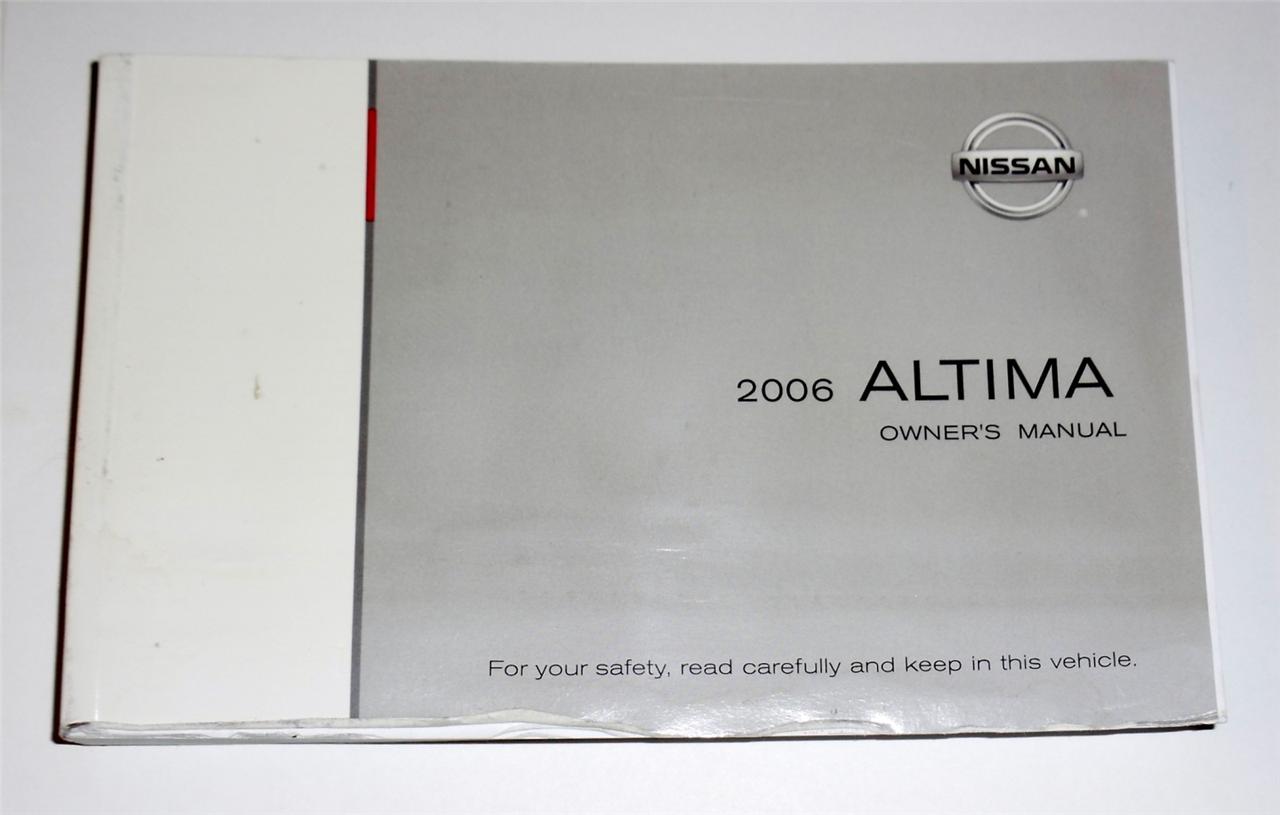 NISSAN
2006 ALTIMA
OWNER'S MANUAL
For your safety, read carefully and keep in this vehicle.